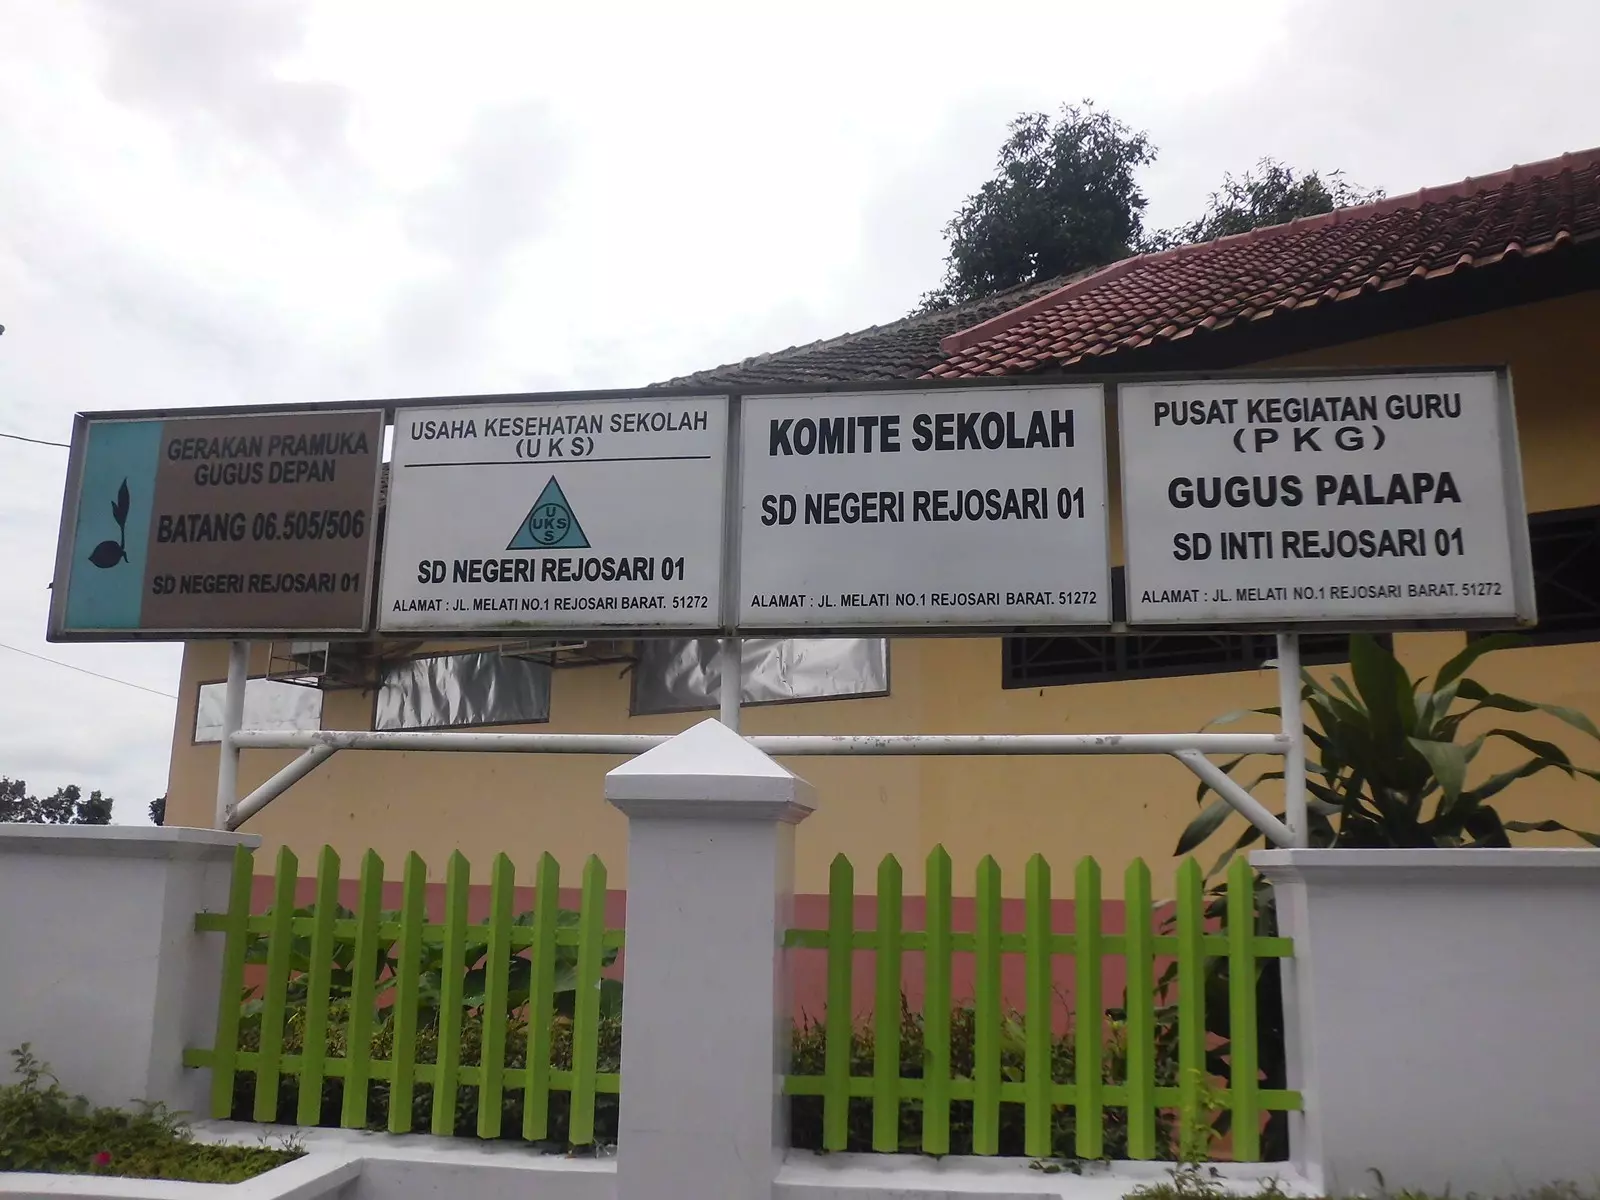 GERAKAN PRAMUKA
GUGUS DEPAN
BATANG 06.505/506
SD NEGERI REJOSARI 01
USAHA KESEHATAN SEKOLAH
(U K S)
U
UKS
S
SD NEGERI REJOSARI 01
ALAMAT : JL. MELATI NO.1 REJOSARI BARAT. 51272
KOMITE SEKOLAH
SD NEGERI REJOSARI 01
ALAMAT : JL. MELATI NO.1 REJOSARI BARAT. 51272
PUSAT KEGIATAN GURU
(P K G)
GUGUS PALAPA
SD INTI REJOSARI 01
ALAMAT : JL. MELATI NO.1 REJOSARI BARAT. 51272